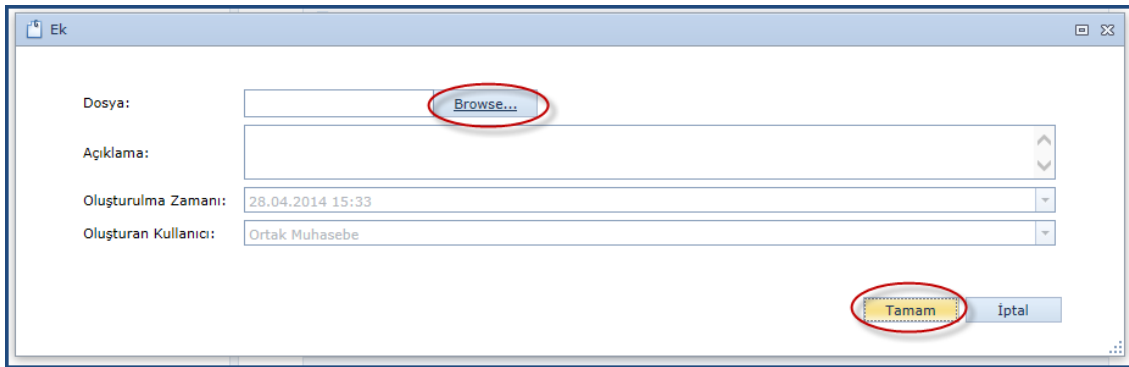 Ek
Dosya:
Browse...
Açıklama:
Oluşturulma Zamanı: 28.04.2014 15:33
Oluşturan Kullanıcı: Ortak Muhasebe
Tamam İptal